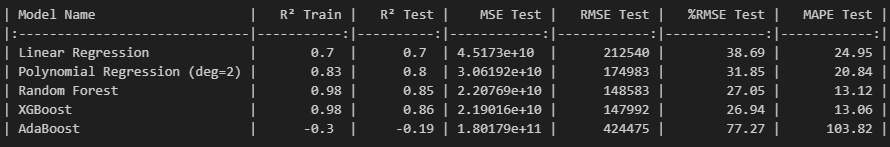 | Model Name                    |   R² Train |   R² Test |    MSE Test |   RMSE Test |   %RMSE Test |   MAPE Test |
|:------------------------------|-----------:|----------:|------------:|------------:|-------------:|------------:|
| Linear Regression             |       0.7  |      0.7  | 4.5173e+10  |      212540 |        38.69 |       24.95 |
| Polynomial Regression (deg=2) |       0.83 |      0.8  | 3.06192e+10 |      174983 |        31.85 |       20.84 |
| Random Forest                 |       0.98 |      0.85 | 2.20769e+10 |      148583 |        27.05 |       13.12 |
| XGBoost                       |       0.98 |      0.86 | 2.19016e+10 |      147992 |        26.94 |       13.06 |
| AdaBoost                      |      -0.3  |     -0.19 | 1.80179e+11 |      424475 |        77.27 |      103.82 |